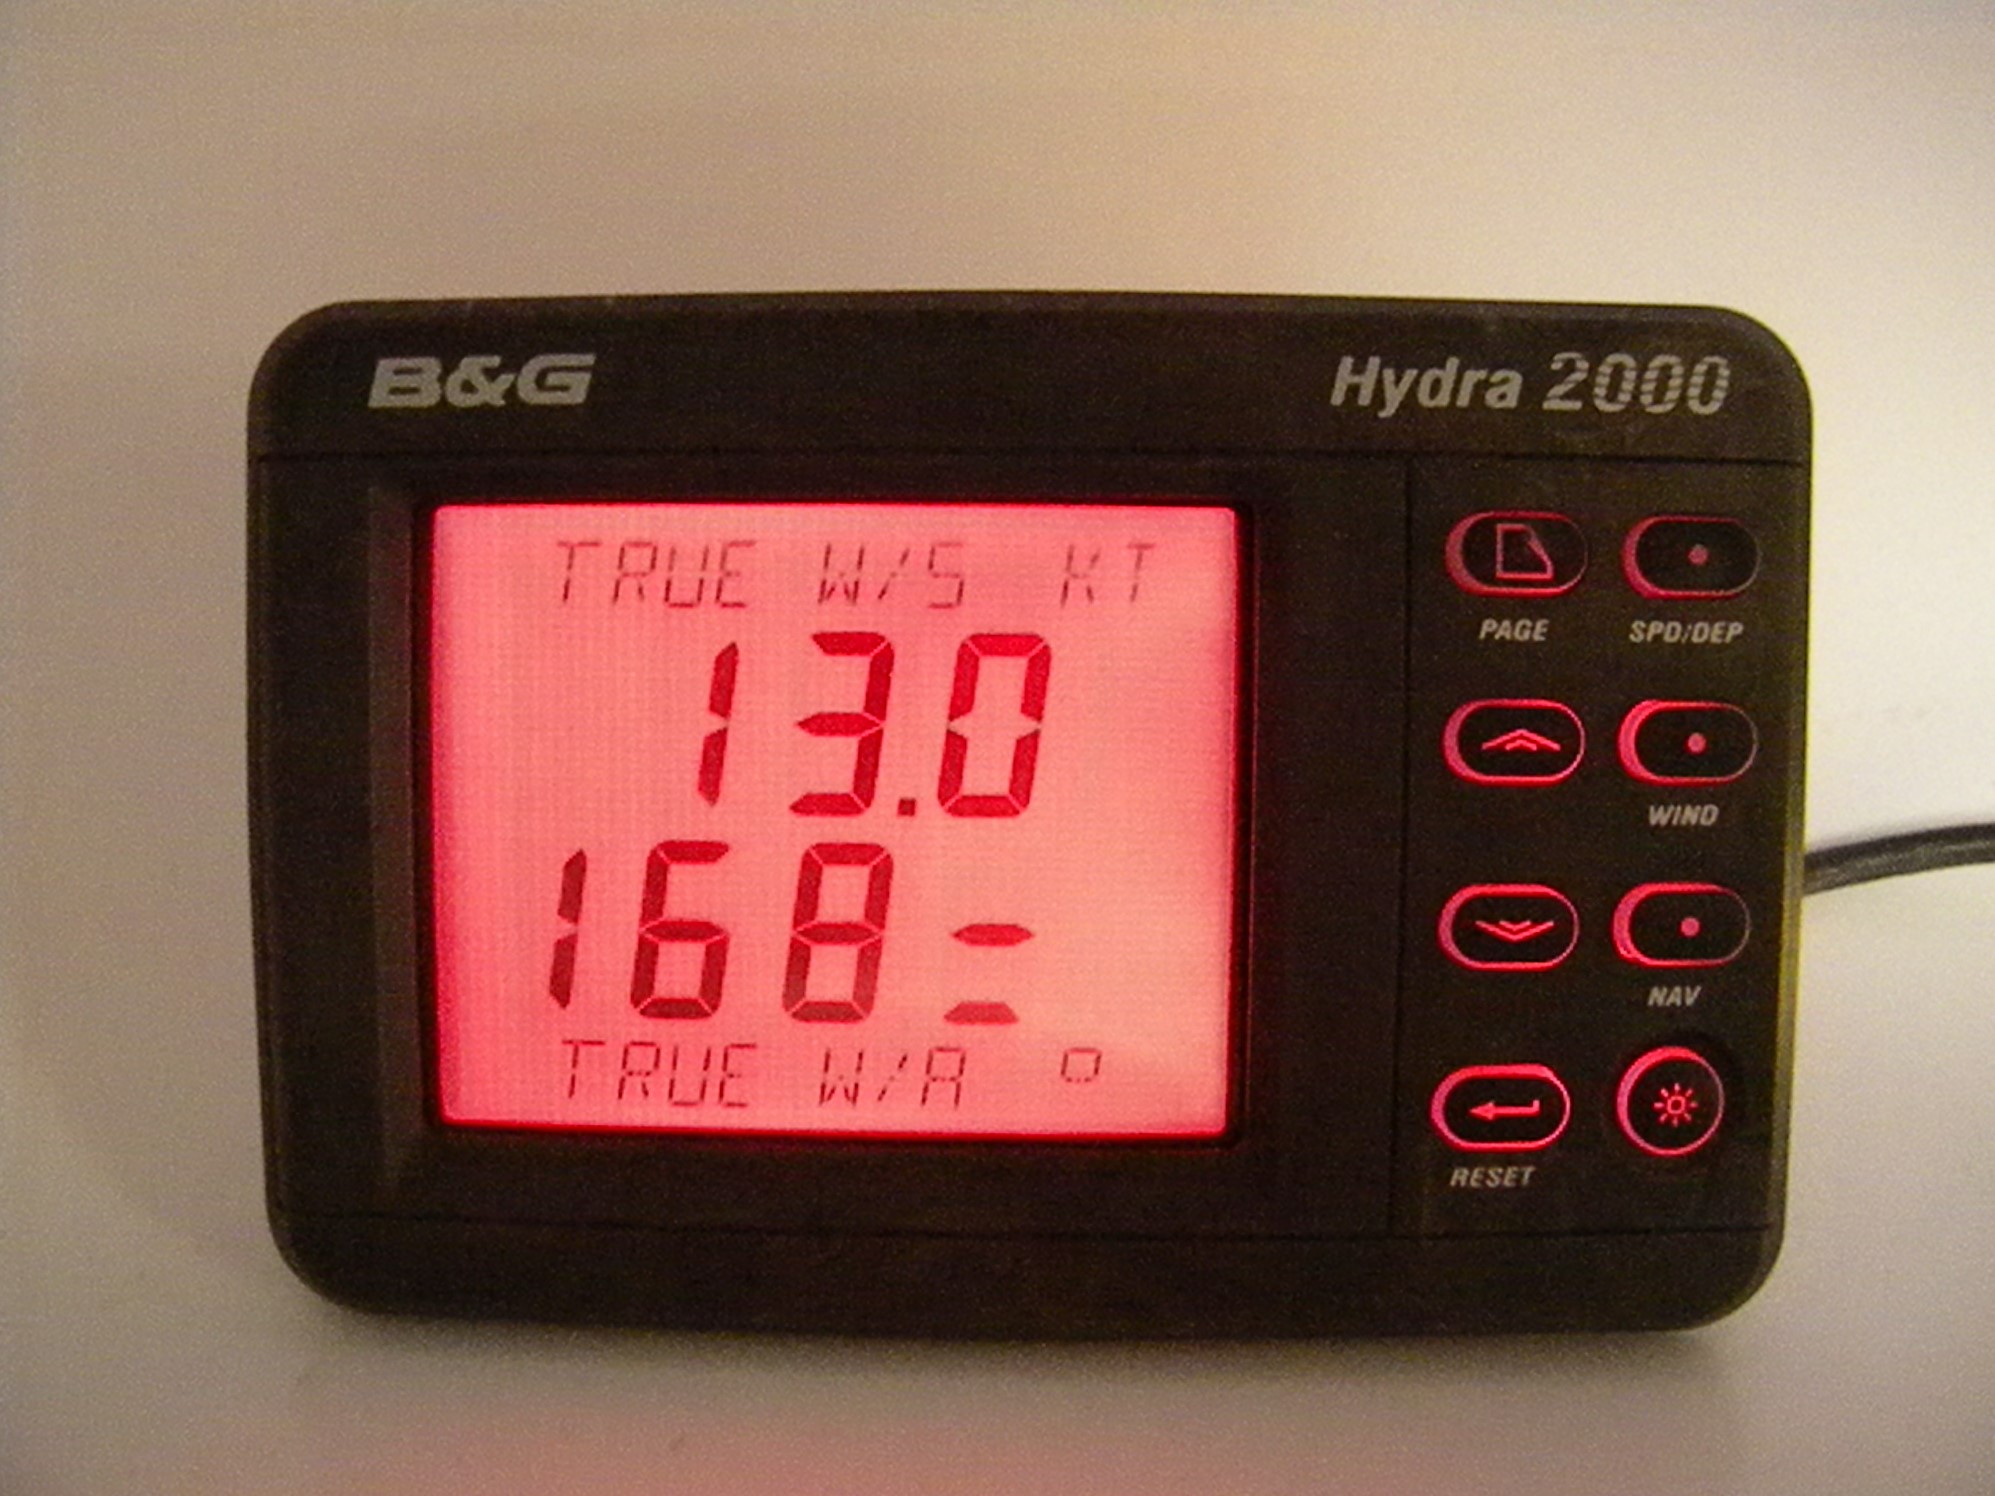 B&G Hydra 2000
TRUE W/S KT
13.0
168=
TRUE W/A °
PAGE SPD/DEP
WIND
NAV
RESET